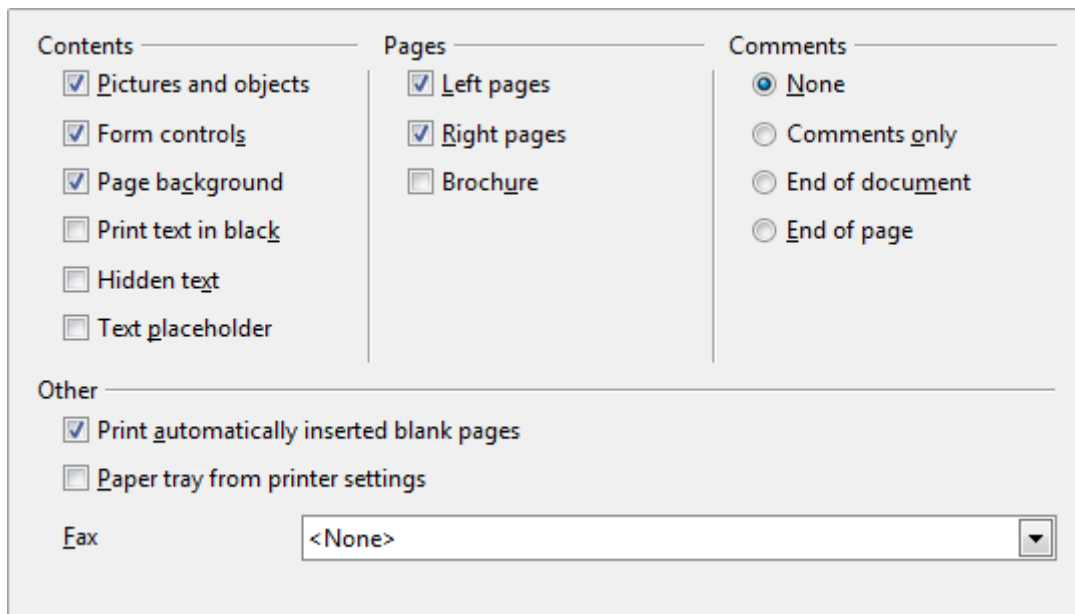 Contents
Pictures and objects
Form controls
Page background
Print text in black
Hidden text
Text placeholder
Pages
Left pages
Right pages
Brochure
Comments
None
Comments only
End of document
End of page
Other
Print automatically inserted blank pages
Paper tray from printer settings
Fax <None>